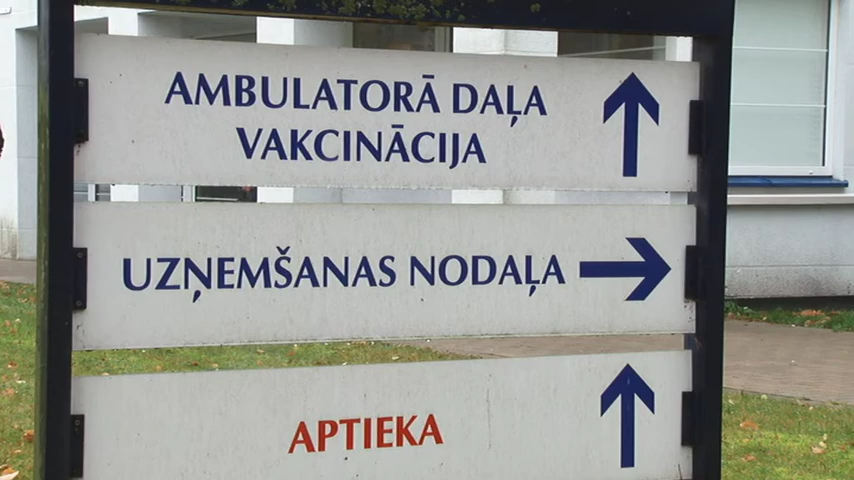 AMBULATORĀ DAĻA
VAKCINĀCIJA
UZŅEMŠANAS NODAĻA
APTIEKA